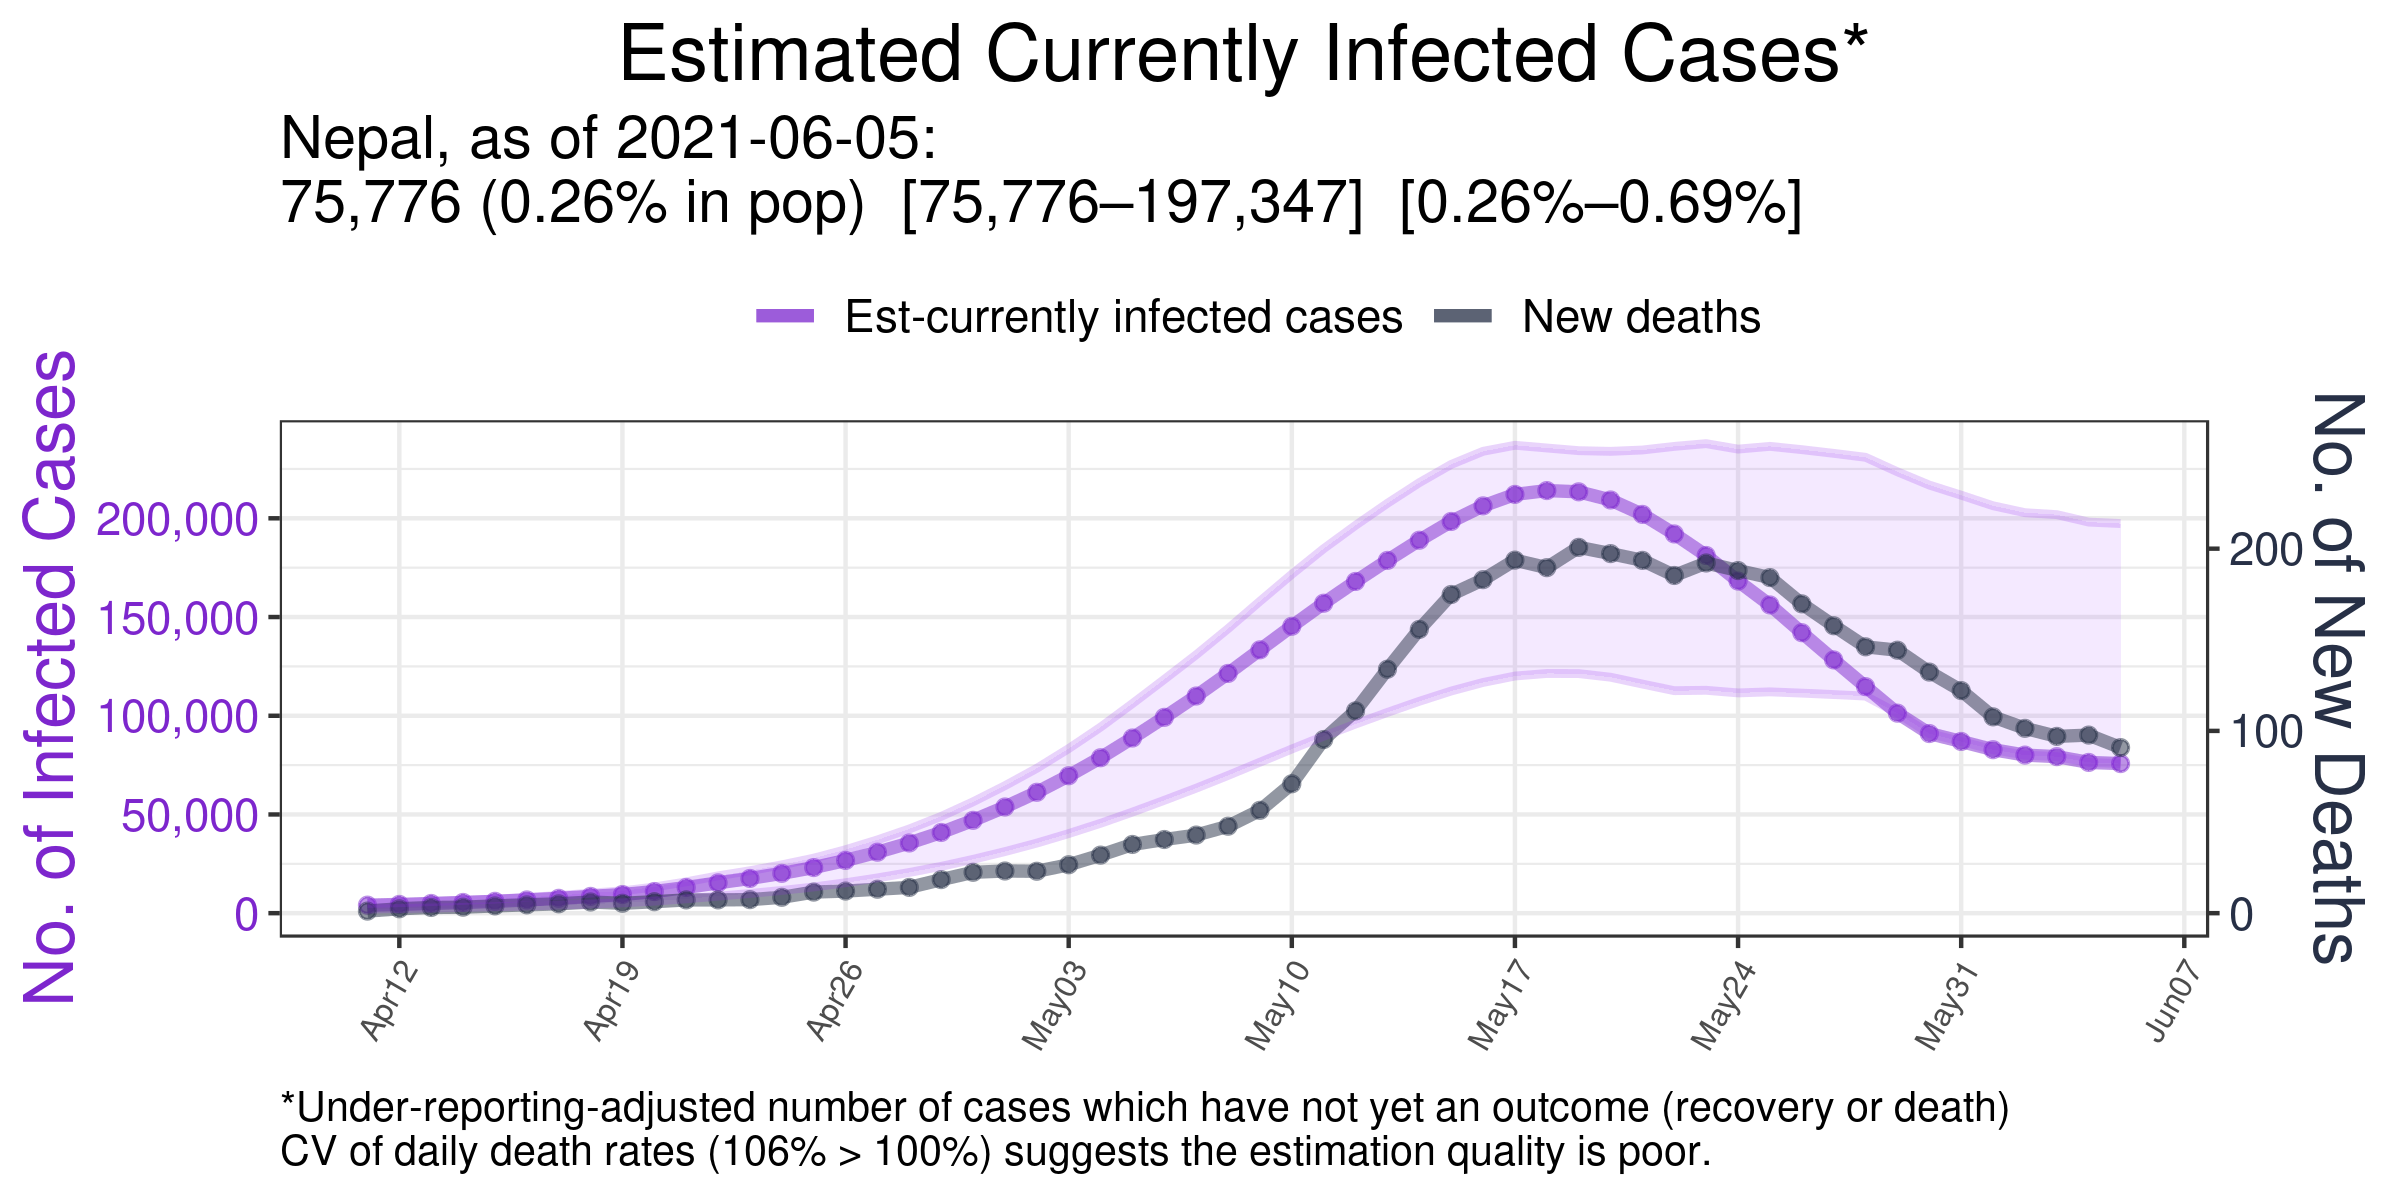 Estimated Currently Infected Cases*
Nepal, as of 2021-06-05:
75,776 (0.26% in pop) [75,776–197,347] [0.26%–0.69%]
Est-currently infected cases
New deaths
No. of Infected Cases
200,000
150,000
100,000
50,000
0
No. of New Deaths
200
100
0
Apr12
Apr19
Apr26
May03
May10
May17
May24
May31
Jun07
*Under-reporting-adjusted number of cases which have not yet an outcome (recovery or death)
CV of daily death rates (106% > 100%) suggests the estimation quality is poor.